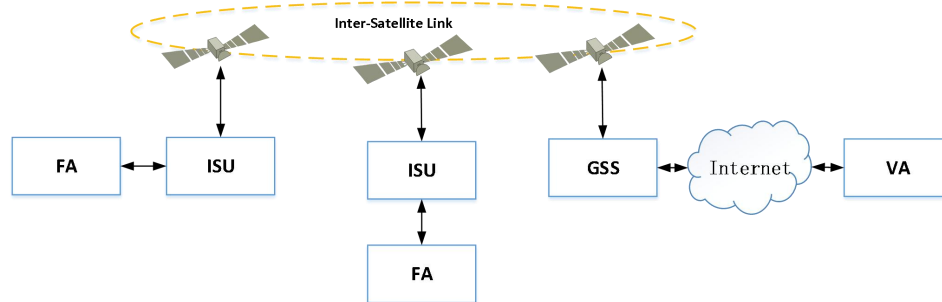 Inter-Satellite Link
FA
ISU
ISU
GSS
Internet
VA
FA